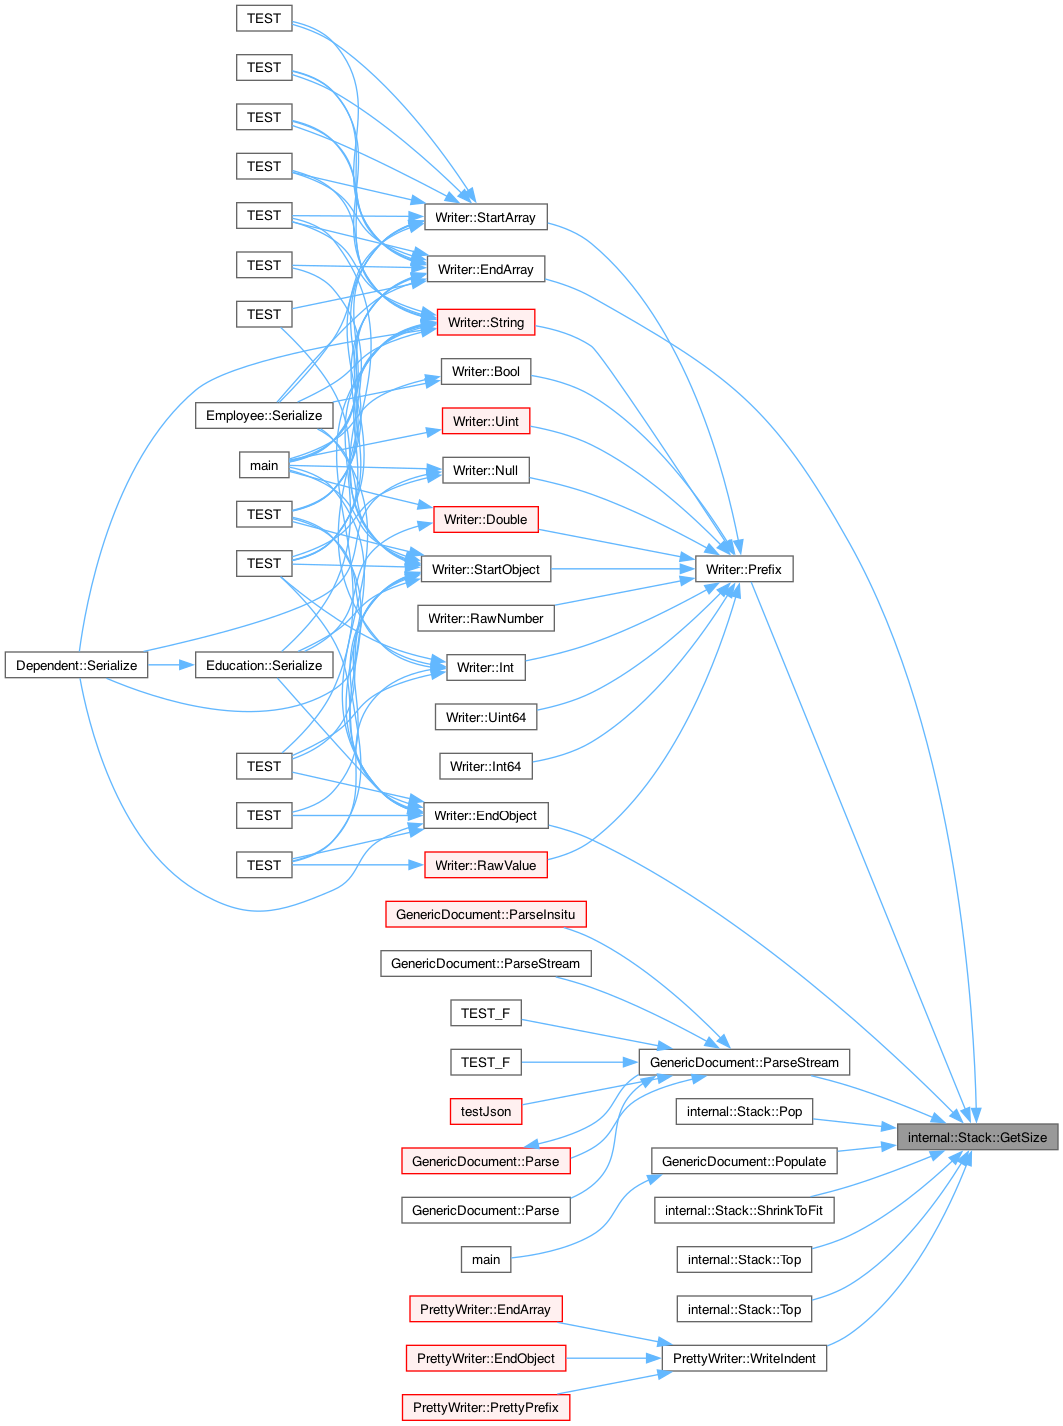 TEST
TEST
TEST
TEST
TEST
Writer::StartArray
TEST
Writer::EndArray
TEST
Writer::String
Writer::Bool
Employee::Serialize
Writer::Uint
main
Writer::Null
TEST
Writer::Double
TEST
Writer::StartObject
Writer::Prefix
Writer::RawNumber
Dependent::Serialize
Education::Serialize
Writer::Int
Writer::Uint64
TEST
Writer::Int64
TEST
Writer::EndObject
TEST
Writer::RawValue
GenericDocument::ParseInsitu
GenericDocument::ParseStream
TEST_F
TEST_F
GenericDocument::ParseStream
testJson
internal::Stack::Pop
internal::Stack::GetSize
GenericDocument::Parse
GenericDocument::Populate
GenericDocument::Parse
internal::Stack::ShrinkToFit
main
internal::Stack::Top
PrettyWriter::EndArray
internal::Stack::Top
PrettyWriter::EndObject
PrettyWriter::WriteIndent
PrettyWriter::PrettyPrefix